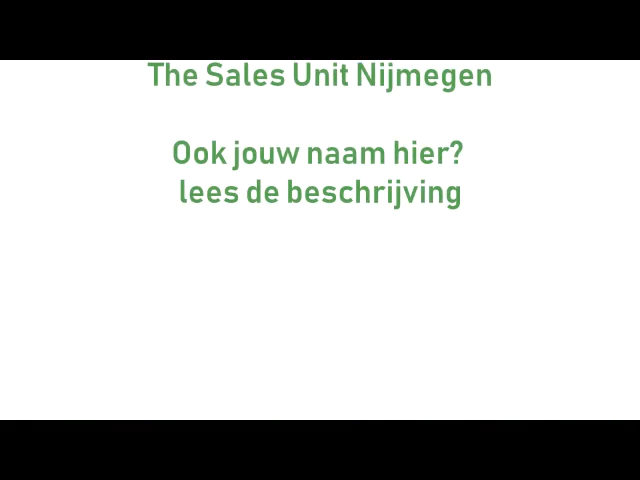 The Sales Unit Nijmegen
Ook jouw naam hier?
lees de beschrijving